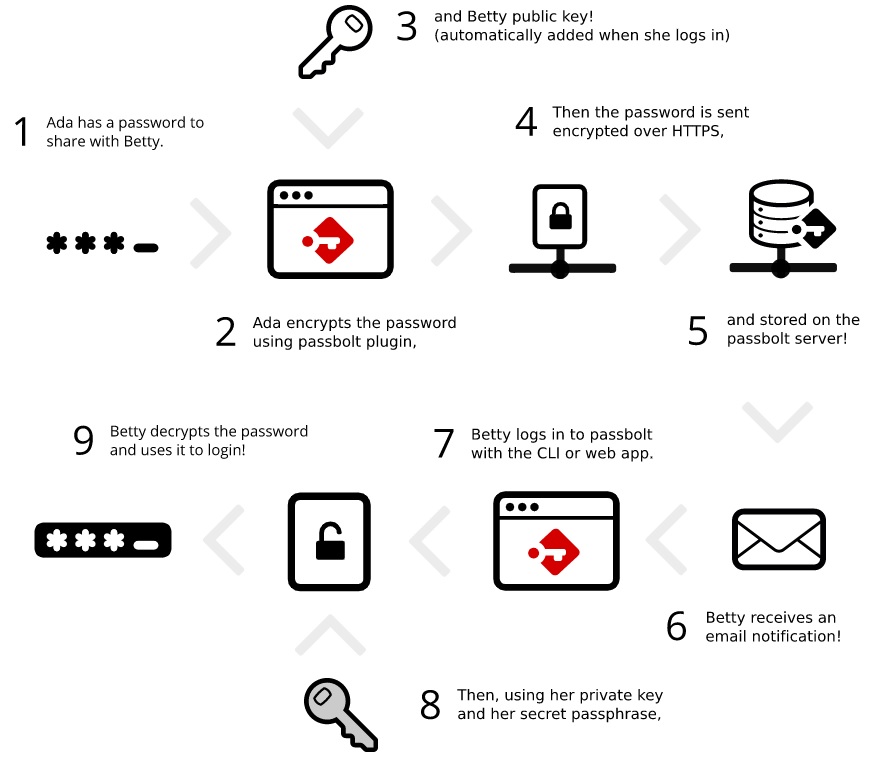 3
and Betty public key!
(automatically added when she logs in)
1
Ada has a password to
share with Betty.
4
Then the password is sent
encrypted over HTTPS,
2
Ada encrypts the password
using passbolt plugin,
5
and stored on the
passbolt server!
9
Betty decrypts the password
and uses it to login!
7
Betty logs in to passbolt
with the CLI or web app.
6
Betty receives an
email notification!
8
Then, using her private key
and her secret passphrase,